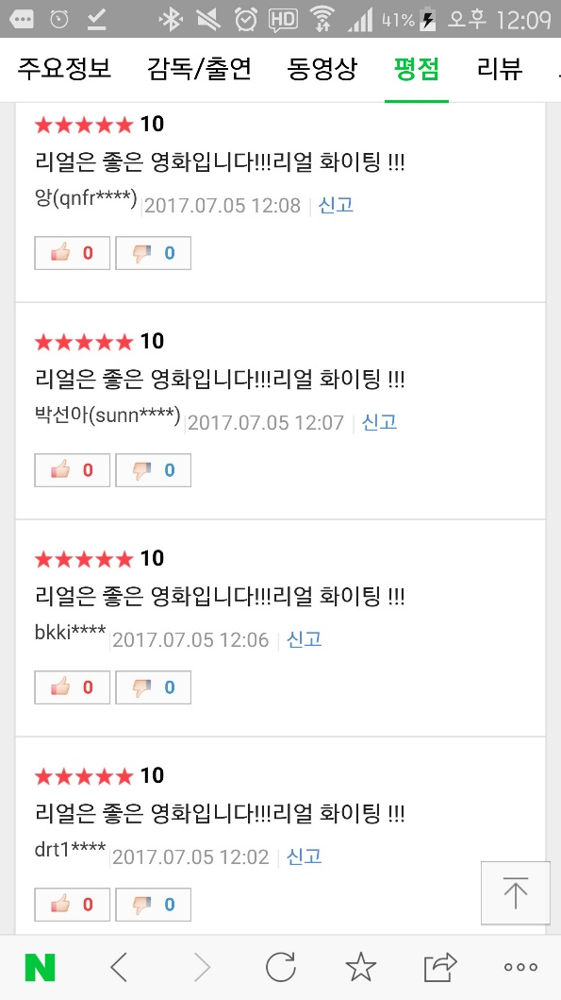 HD 41% 오후 12:09
주요정보 감독/출연 동영상 평점 리뷰
10
리얼은 좋은 영화입니다!!!리얼 화이팅 !!!
앙(qnfr****) 2017.07.05 12:08 신고
0 0
10
리얼은 좋은 영화입니다!!!리얼 화이팅 !!!
박선아(sunn****) 2017.07.05 12:07 신고
0 0
10
리얼은 좋은 영화입니다!!!리얼 화이팅 !!!
bkki**** 2017.07.05 12:06 신고
0 0
10
리얼은 좋은 영화입니다!!!리얼 화이팅 !!!
drt1**** 2017.07.05 12:02 신고
0 0
N